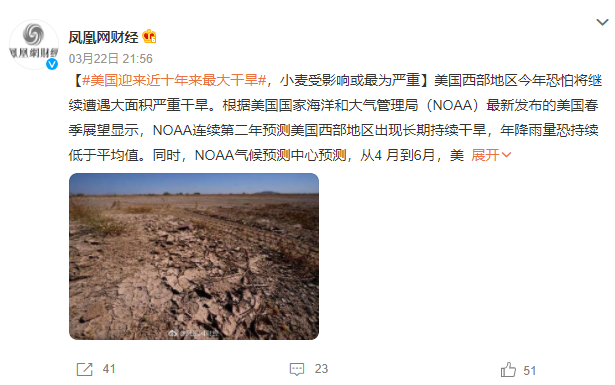 凤凰网财经
凤凰网财经
03月22日 21:56
【#美国迎来近十年来最大干旱#，小麦受影响或最为严重】美国西部地区今年恐怕将继
续遭遇大面积严重干旱。根据美国国家海洋和大气管理局（NOAA）最新发布的美国春
季展望显示，NOAA连续第二年预测美国西部地区出现长期持续干旱，年降雨量恐持续
低于平均值。同时，NOAA气候预测中心预测，从4 月到6月，美 展开
41
23
51